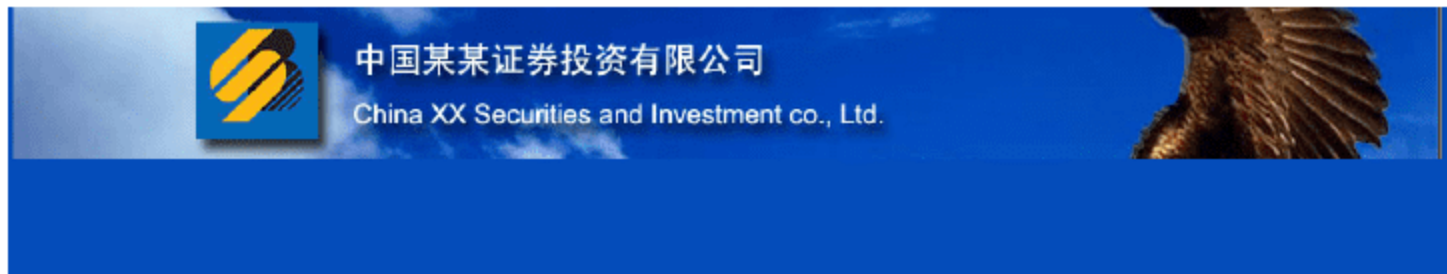 中国某某证券投资有限公司
China XX Securities and Investment co., Ltd.